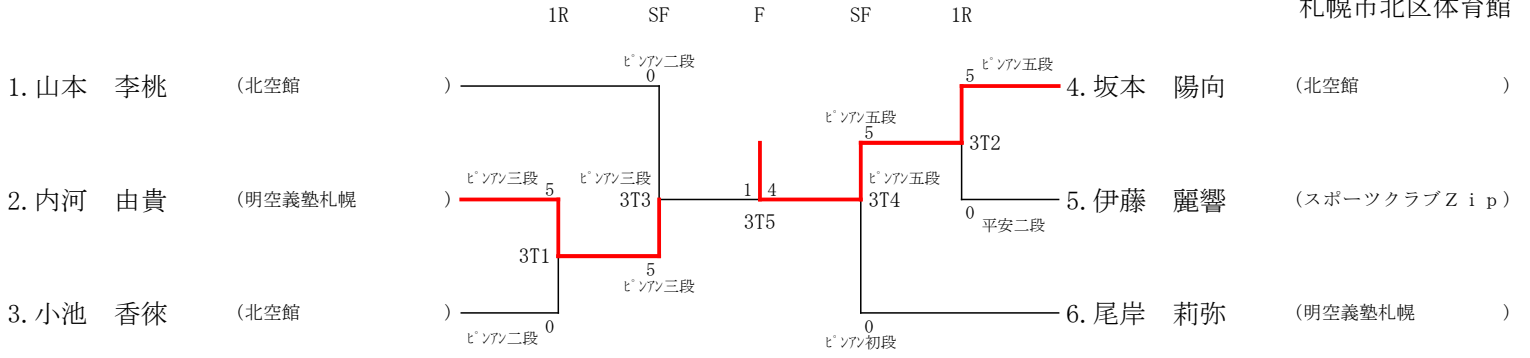 札幌市北区体育館
1R SF F SF 1R
ﾋﾟﾝｱﾝ二段
0
5 ﾋﾟﾝｱﾝ五段
1.山本 李桃 (北空館 )
4.坂本 陽向 (北空館 )
ﾋﾟﾝｱﾝ五段
5
3T2
ﾋﾟﾝｱﾝ三段 5
ﾋﾟﾝｱﾝ三段
3T3
1 4
3T5
ﾋﾟﾝｱﾝ五段
3T4
2.内河 由貴 (明空義塾札幌 )
5.伊藤 麗響 (スポーツクラブＺｉｐ)
0 平安二段
3T1
5
ﾋﾟﾝｱﾝ三段
3.小池 香徠 (北空館 )
6.尾岸 莉弥 (明空義塾札幌 )
ﾋﾟﾝｱﾝ二段 0
0
ﾋﾟﾝｱﾝ初段